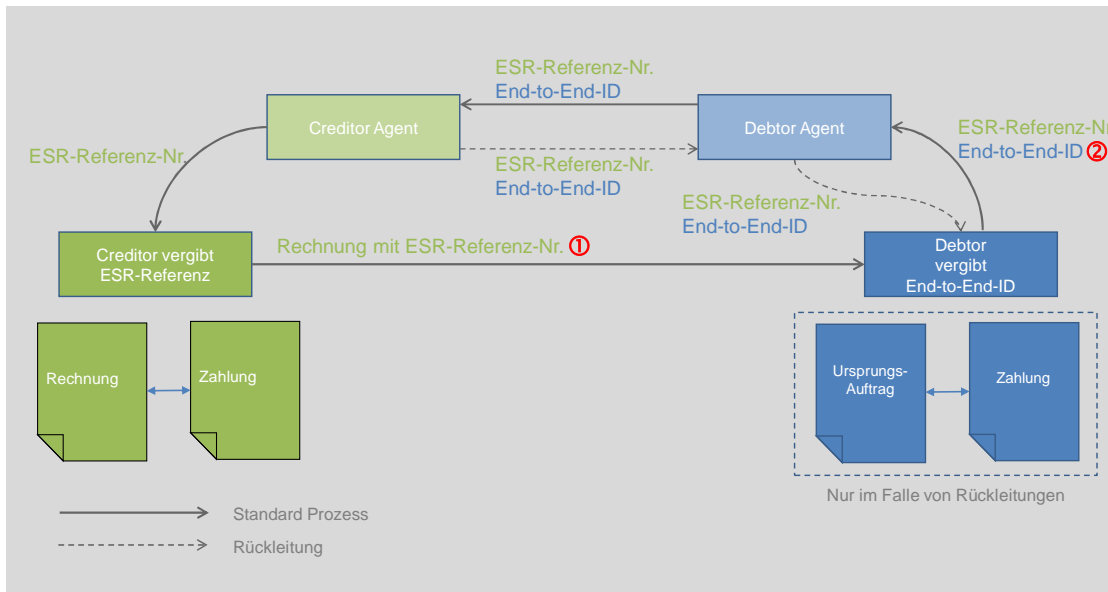 ESR-Referenz-Nr.
End-to-End-ID
Creditor Agent
Debtor Agent
ESR-Referenz-Nr.
End-to-End-ID ②
ESR-Referenz-Nr.
ESR-Referenz-Nr.
End-to-End-ID
ESR-Referenz-Nr.
End-to-End-ID
Creditor vergibt
ESR-Referenz
Rechnung mit ESR-Referenz-Nr. ①
Debtor
vergibt
End-to-End-ID
Rechnung
Zahlung
Ursprungs-
Auftrag
Zahlung
Nur im Falle von Rückleitungen
Standard Prozess
Rückleitung